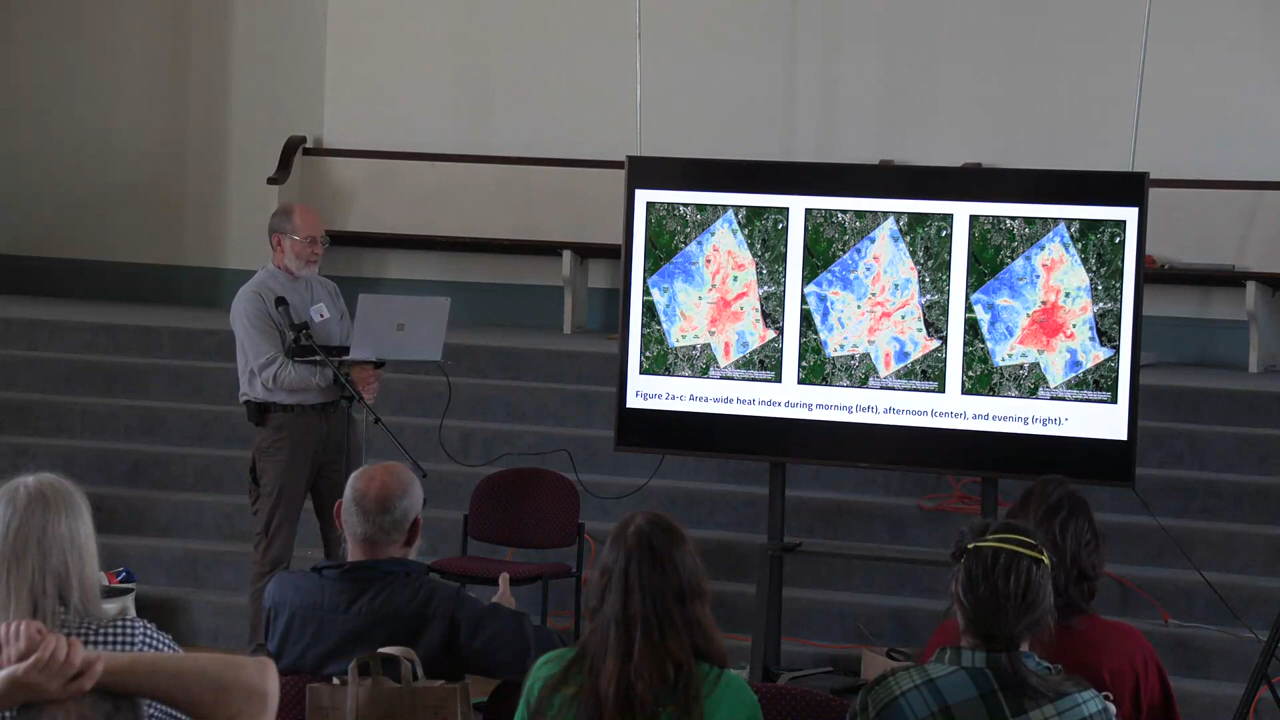 Figure 2a-c: Area-wide heat index during morning (left), afternoon (center), and evening (right).*